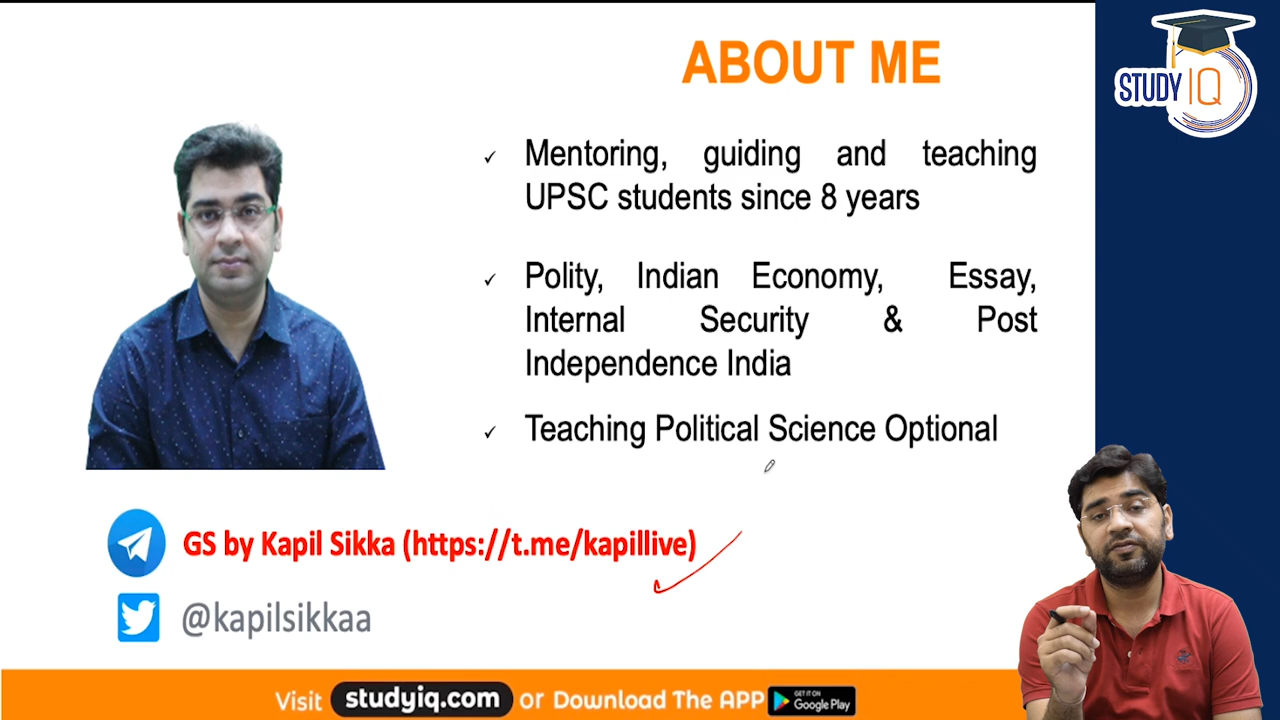 ABOUT ME
STUDY IQ
✓ Mentoring, guiding and teaching
UPSC students since 8 years
✓ Polity, Indian Economy, Essay,
Internal Security & Post
Independence India
✓ Teaching Political Science Optional
GS by Kapil Sikka (https://t.me/kapillive)
@kapilsikkaa
Visit studyiq.com or Download The APP GET IT ON Google Play